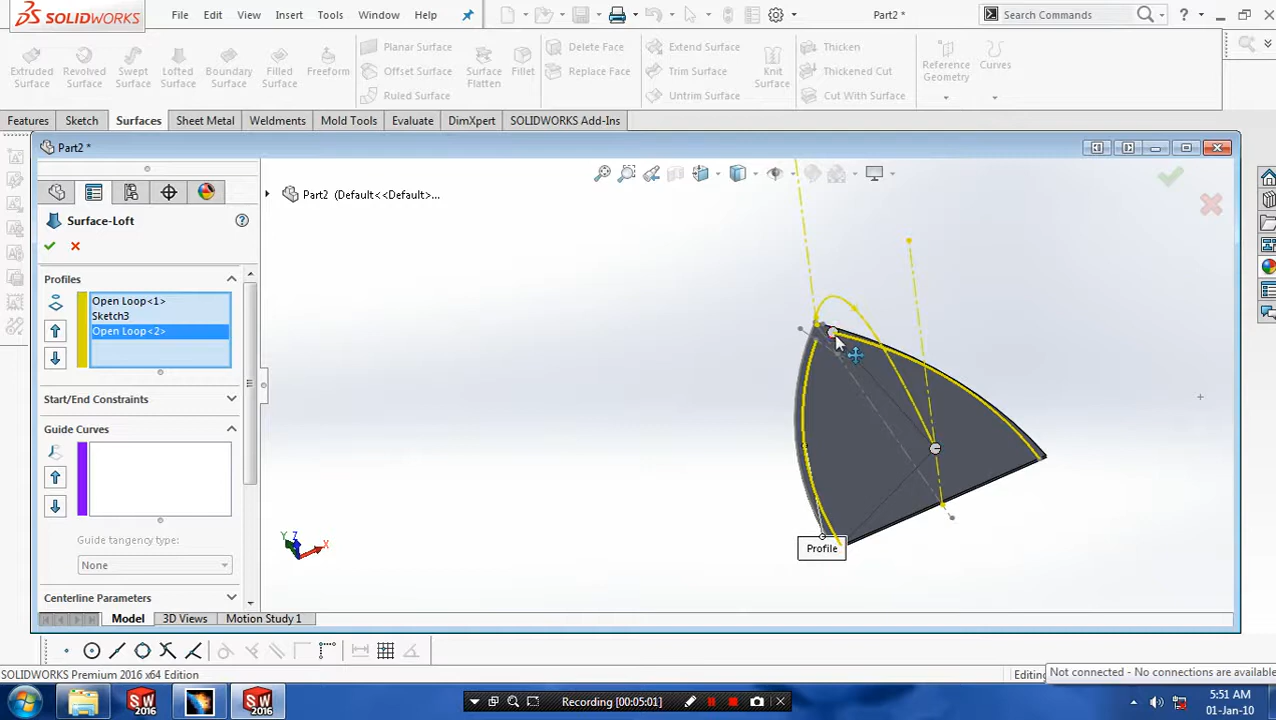 SOLIDWORKS File Edit View Insert Tools Window Help Part2 * Search Commands ?
Extruded Surface Revolved Surface Swept Surface Lofted Surface Boundary Surface Filled Surface Freeform
Planar Surface
Offset Surface
Ruled Surface
Surface Flatten Fillet
Delete Face
Replace Face
Extend Surface
Trim Surface
Untrim Surface
Knit Surface
Thicken
Thickened Cut
Cut With Surface
Reference Geometry Curves
Features Sketch Surfaces Sheet Metal Weldments Mold Tools Evaluate DimXpert SOLIDWORKS Add-Ins
Part2 *
Part2 (Default<<Default>...
Surface-Loft ?
Profiles
Open Loop<1>
Sketch3
Open Loop<2>
Start/End Constraints
Guide Curves
Guide tangency type:
None
Centerline Parameters
Y Z X
Profile
Model 3D Views Motion Study 1
SOLIDWORKS Premium 2016 x64 Edition Editing
Not connected - No connections are available
SW 2016 SW 2016 Recording [00:05:01]
5:51 AM
01-Jan-10